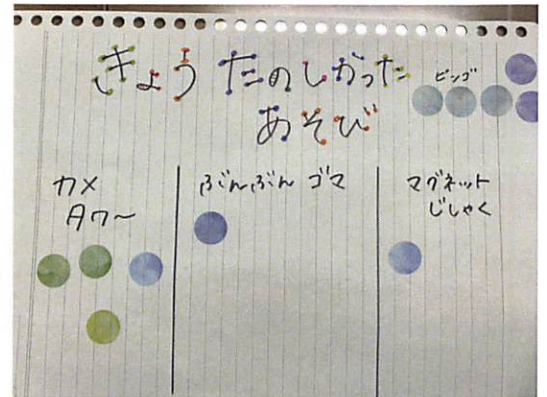 きょう たのしかった
あそび
ビンゴ
カメ
タワ〜
ぶんぶん ゴマ
マグネット
じしゃく